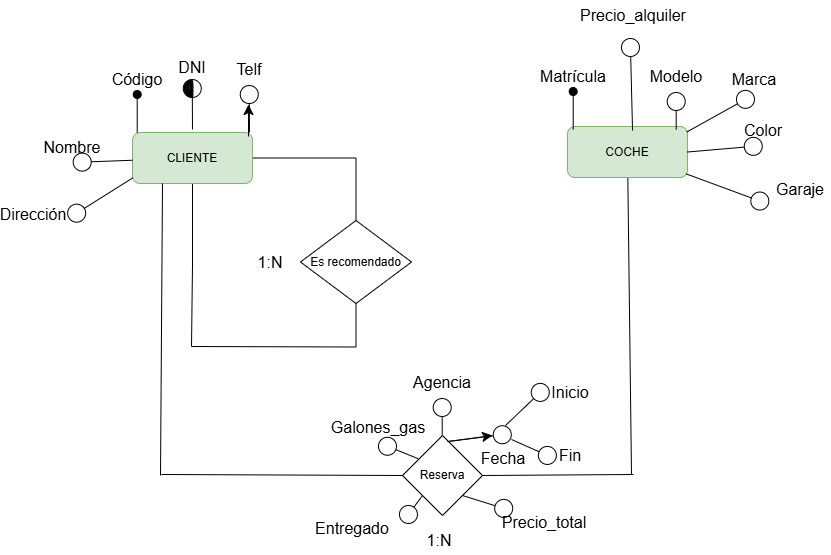 Precio_alquiler
DNI
Telf
Código
Matrícula
Modelo
Marca
Color
Nombre
CLIENTE
COCHE
Garaje
Dirección
1:N
Es recomendado
Agencia
Inicio
Galones_gas
Fecha
Fin
Reserva
Entregado
Precio_total
1:N